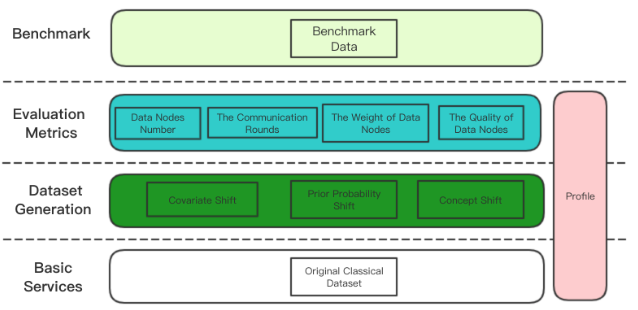 Benchmark
Benchmark
Data
Evaluation
Metrics
Data Nodes
Number
The Communication
Rounds
The Weight of Data
Nodes
The Quality of
Data Nodes
Dataset
Generation
Covariate Shift
Prior Probability
Shift
Concept Shift
Profile
Basic
Services
Original Classical
Dataset